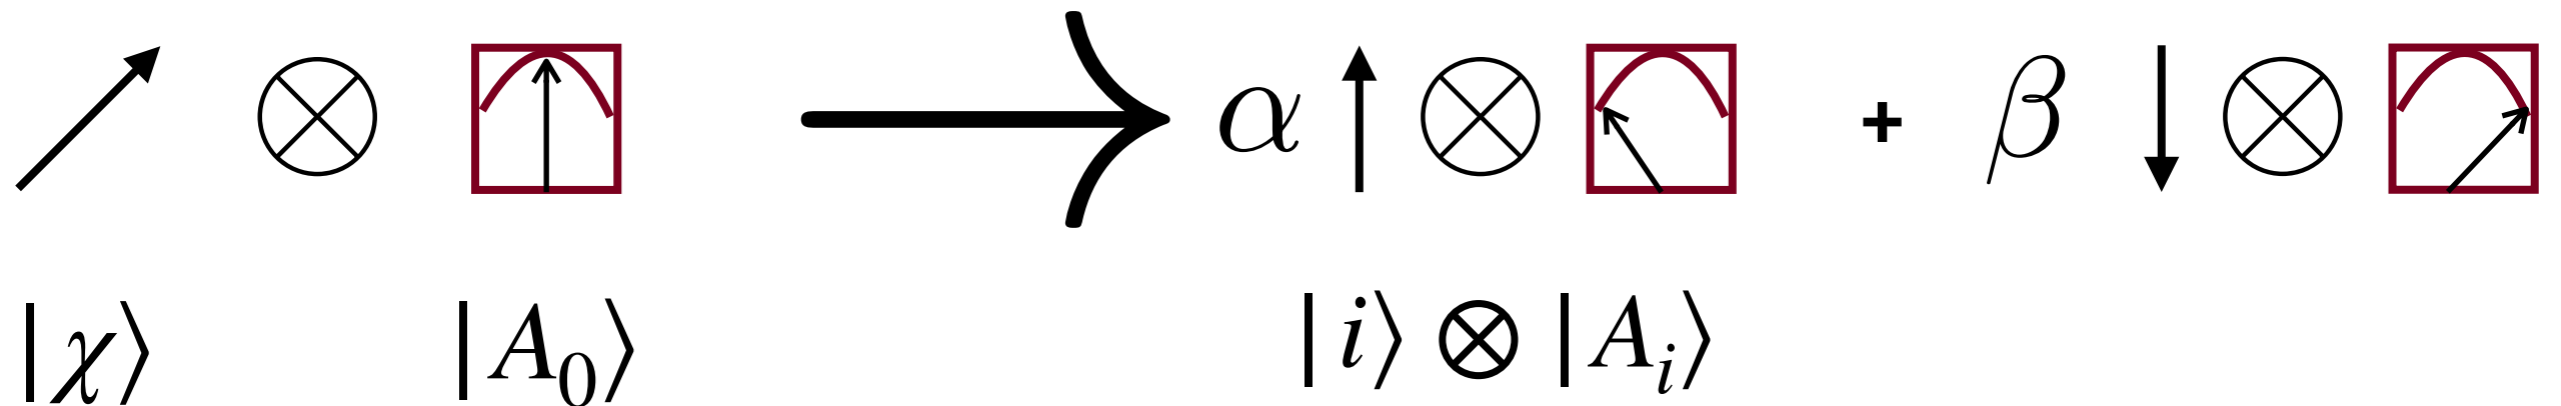 ⊗ ⟶ α ↑ ⊗ + β ↓ ⊗
|χ⟩ |A₀⟩ |i⟩ ⊗ |Aᵢ⟩